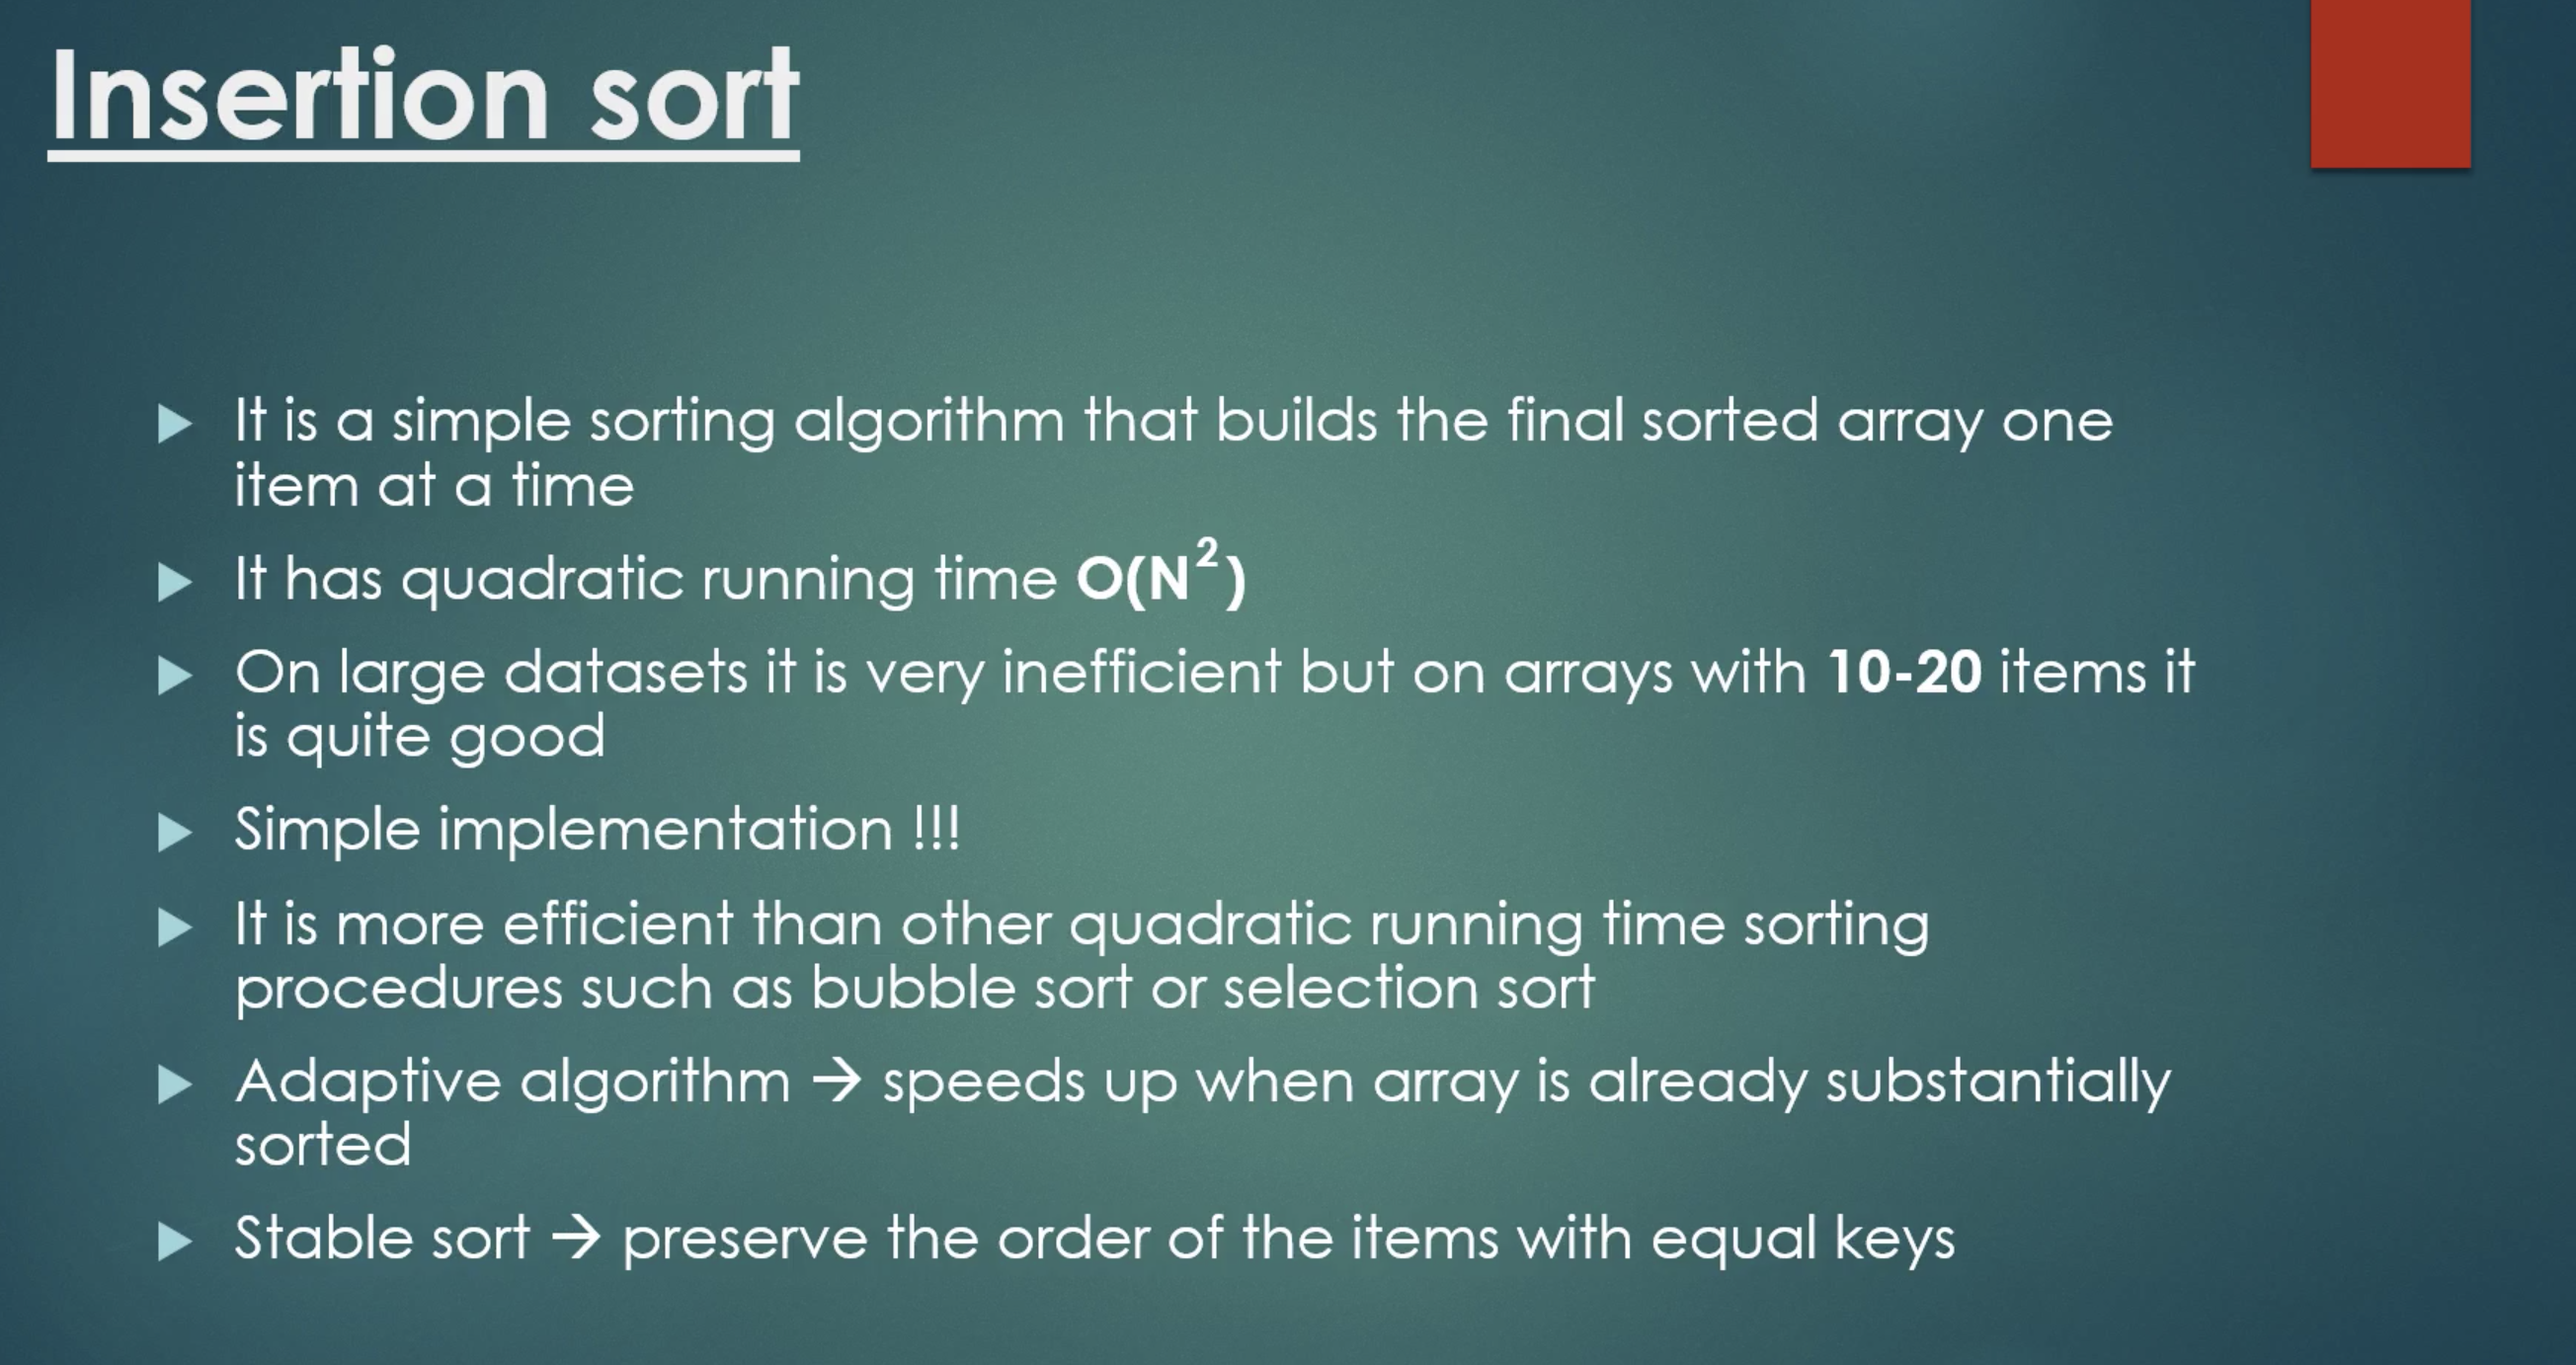 Insertion sort
It is a simple sorting algorithm that builds the final sorted array one
item at a time
It has quadratic running time O(N²)
On large datasets it is very inefficient but on arrays with 10-20 items it
is quite good
Simple implementation !!!
It is more efficient than other quadratic running time sorting
procedures such as bubble sort or selection sort
Adaptive algorithm → speeds up when array is already substantially
sorted
Stable sort → preserve the order of the items with equal keys